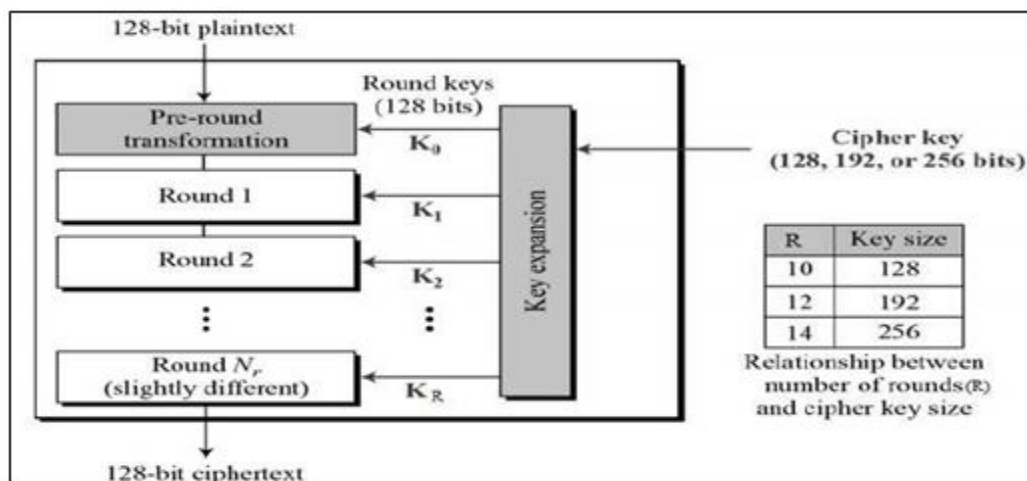 128-bit plaintext
Round keys
(128 bits)
Pre-round
transformation
K₀
Cipher key
(128, 192, or 256 bits)
Round 1
K₁
Round 2
K₂
Key expansion
Round Nᵣ
(slightly different)
K R
128-bit ciphertext
R Key size
10 128
12 192
14 256
Relationship between
number of rounds(R)
and cipher key size